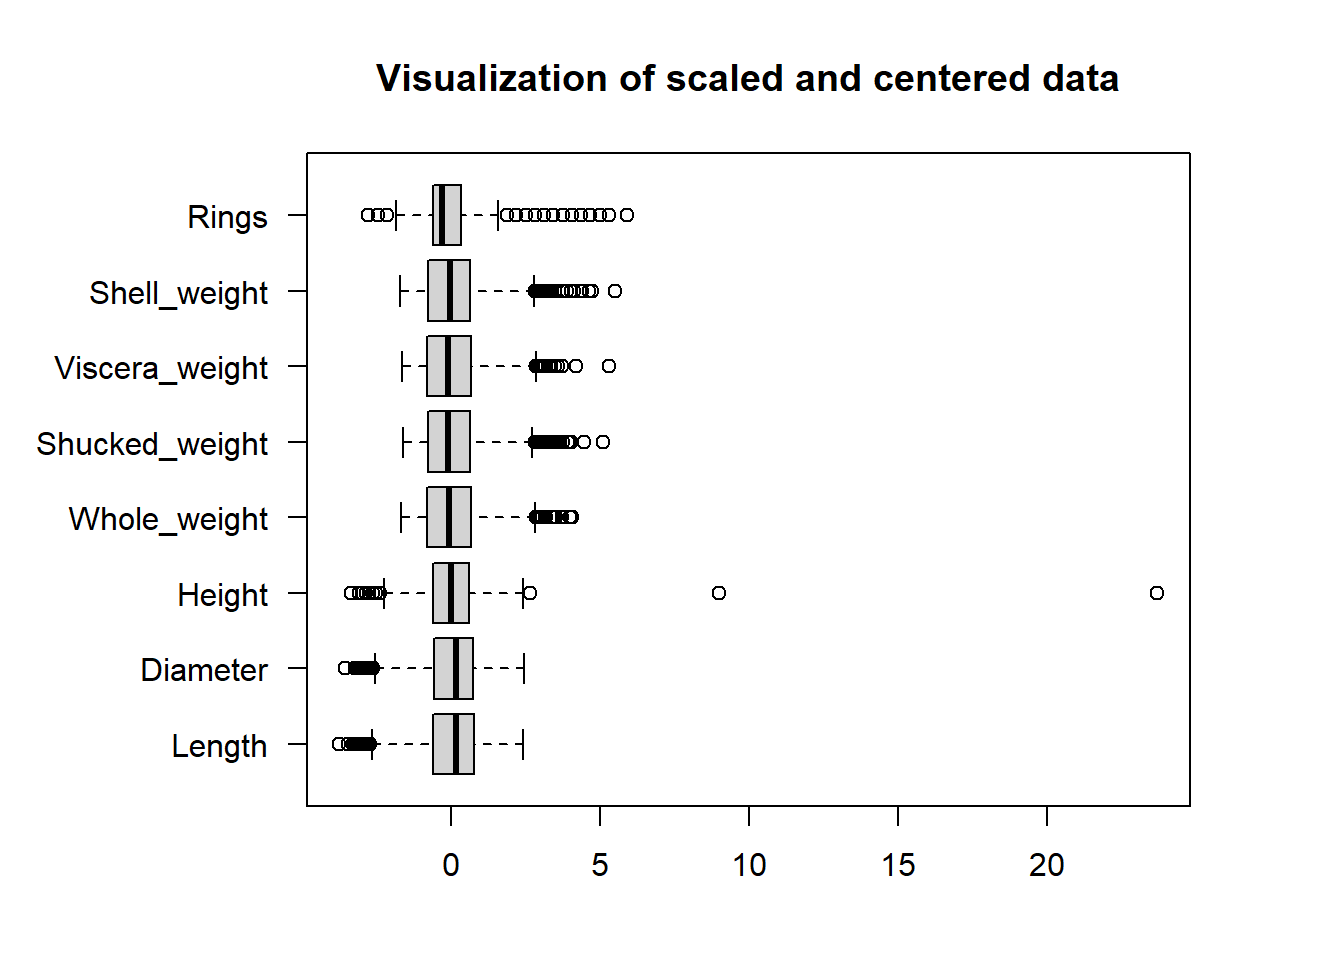 Visualization of scaled and centered data
Rings
Shell_weight
Viscera_weight
Shucked_weight
Whole_weight
Height
Diameter
Length
0 5 10 15 20